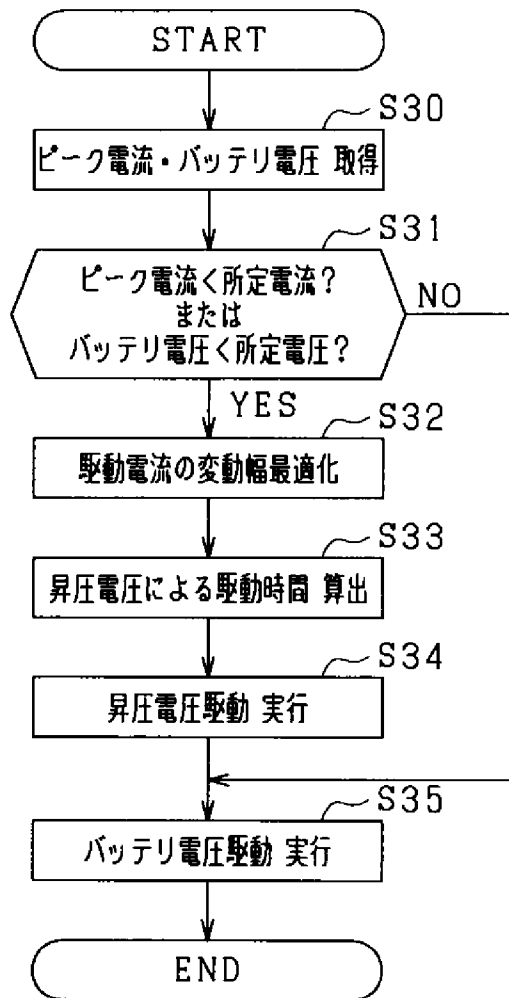 START
S30
ピーク電流・バッテリ電圧 取得
S31
ピーク電流く所定電流?
または
バッテリ電圧く所定電圧?
NO
YES
S32
駆動電流の変動幅最適化
S33
昇圧電圧による駆動時間 算出
S34
昇圧電圧駆動 実行
S35
バッテリ電圧駆動 実行
END